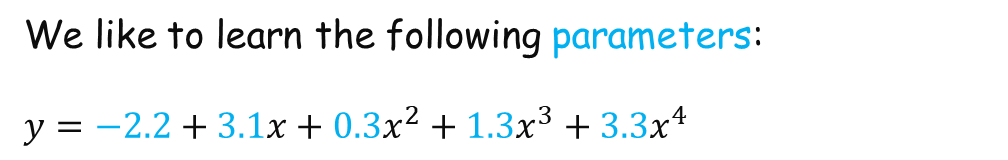 We like to learn the following parameters:
y = −2.2 + 3.1x + 0.3x² + 1.3x³ + 3.3x⁴